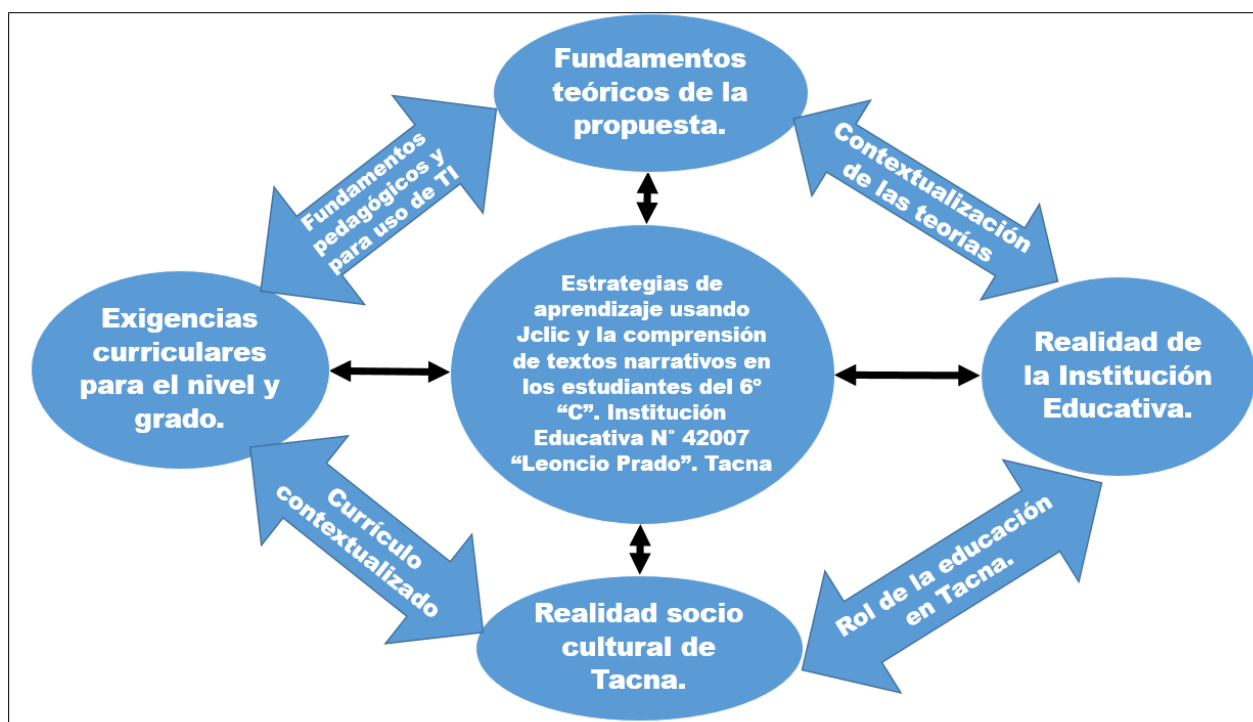 Fundamentos
teóricos de la
propuesta.
Fundamentos
pedagógicos y
para uso de TI
Contextualización
de las teorías
Exigencias
curriculares
para el nivel y
grado.
Estrategias de
aprendizaje usando
Jclic y la comprensión
de textos narrativos en
los estudiantes del 6º
“C”. Institución
Educativa N° 42007
“Leoncio Prado”. Tacna
Realidad de
la Institución
Educativa.
Currículo
contextualizado
Rol de la educación
en Tacna.
Realidad socio
cultural de
Tacna.